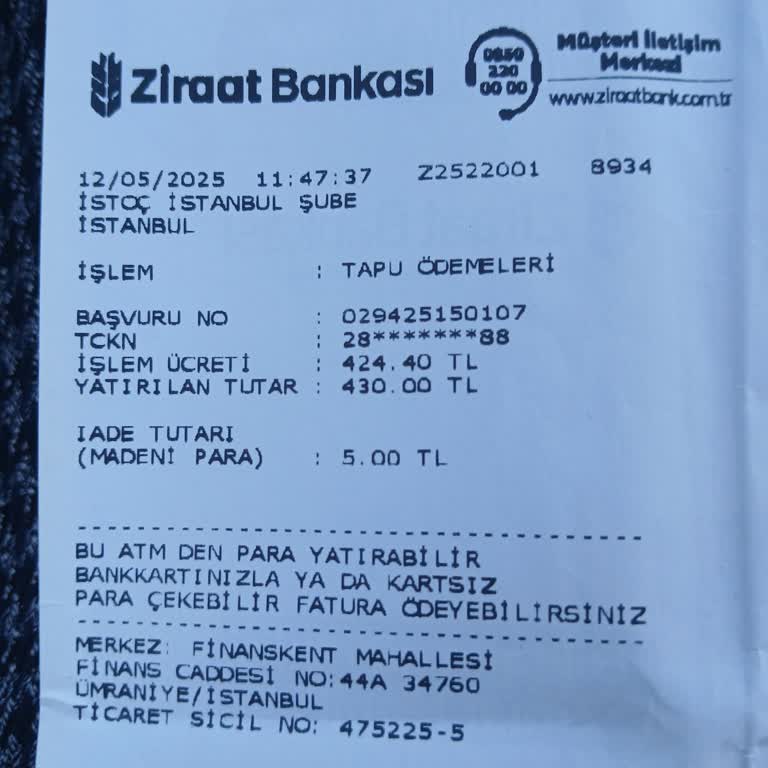 Ziraat Bankası
0850
220
00 00
Müşteri İletişim
Merkezi
www.ziraatbank.com.tr
12/05/2025 11:47:37 Z2522001 8934
İSTOÇ İSTANBUL ŞUBE
İSTANBUL
İŞLEM : TAPU ÖDEMELERİ
BAŞVURU NO : 029425150107
TCKN : 28*******88
İŞLEM ÜCRETİ : 424.40 TL
YATIRILAN TUTAR : 430.00 TL
IADE TUTARI
(MADENİ PARA) : 5.00 TL
----------------------------------------
BU ATM DEN PARA YATIRABİLİR
BANKKARTINIZLA YA DA KARTSIZ
PARA ÇEKEBİLİR FATURA ÖDEYEBİLİRSİNİZ
----------------------------------------
MERKEZ: FİNANSKENT MAHALLESİ
FİNANS CADDESİ NO:44A 34760
ÜMRANİYE/İSTANBUL
TİCARET SİCİL NO: 475225-5